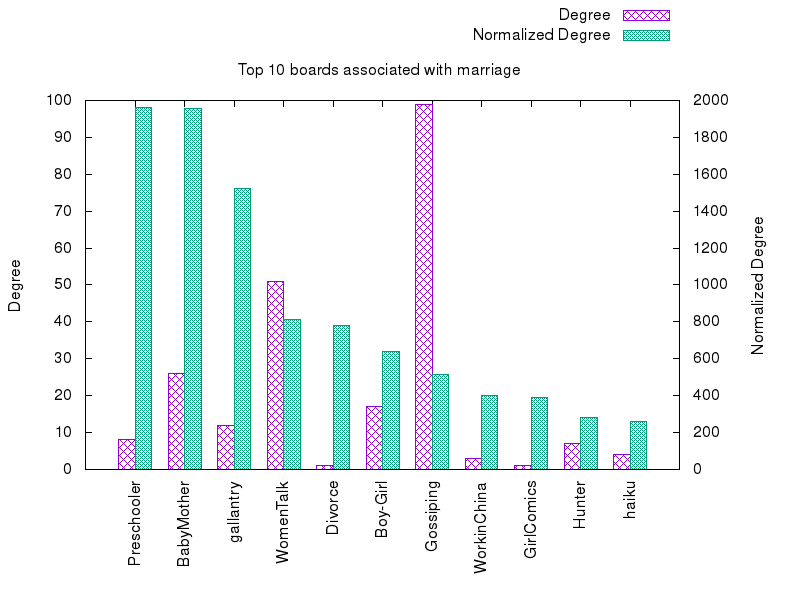 Degree
Normalized Degree
Top 10 boards associated with marriage
100
90
80
70
60
50
40
30
20
10
0
2000
1800
1600
1400
1200
1000
800
600
400
200
0
Degree
Normalized Degree
Preschooler
BabyMother
gallantry
WomenTalk
Divorce
Boy-Girl
Gossiping
WorkinChina
GirlComics
Hunter
haiku